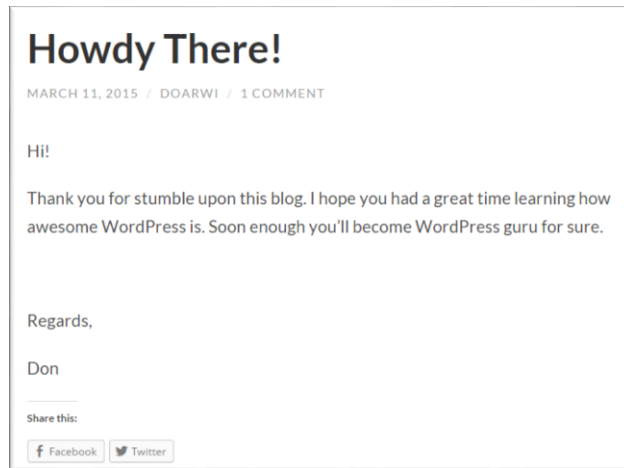 Howdy There!
MARCH 11, 2015 / DOARWI / 1 COMMENT
Hi!
Thank you for stumble upon this blog. I hope you had a great time learning how
awesome WordPress is. Soon enough you’ll become WordPress guru for sure.
Regards,
Don
Share this:
Facebook Twitter